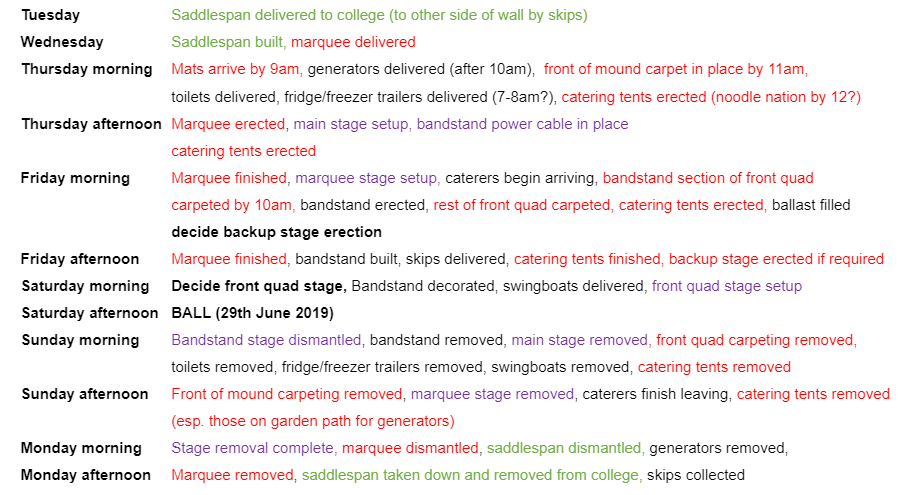 Tuesday Saddlespan delivered to college (to other side of wall by skips)
Wednesday Saddlespan built, marquee delivered
Thursday morning Mats arrive by 9am, generators delivered (after 10am), front of mound carpet in place by 11am,
toilets delivered, fridge/freezer trailers delivered (7-8am?), catering tents erected (noodle nation by 12?)
Thursday afternoon Marquee erected, main stage setup, bandstand power cable in place
catering tents erected
Friday morning Marquee finished, marquee stage setup, caterers begin arriving, bandstand section of front quad
carpeted by 10am, bandstand erected, rest of front quad carpeted, catering tents erected, ballast filled
decide backup stage erection
Friday afternoon Marquee finished, bandstand built, skips delivered, catering tents finished, backup stage erected if required
Saturday morning Decide front quad stage, Bandstand decorated, swingboats delivered, front quad stage setup
Saturday afternoon BALL (29th June 2019)
Sunday morning Bandstand stage dismantled, bandstand removed, main stage removed, front quad carpeting removed,
toilets removed, fridge/freezer trailers removed, swingboats removed, catering tents removed
Sunday afternoon Front of mound carpeting removed, marquee stage removed, caterers finish leaving, catering tents removed
(esp. those on garden path for generators)
Monday morning Stage removal complete, marquee dismantled, saddlespan dismantled, generators removed,
Monday afternoon Marquee removed, saddlespan taken down and removed from college, skips collected